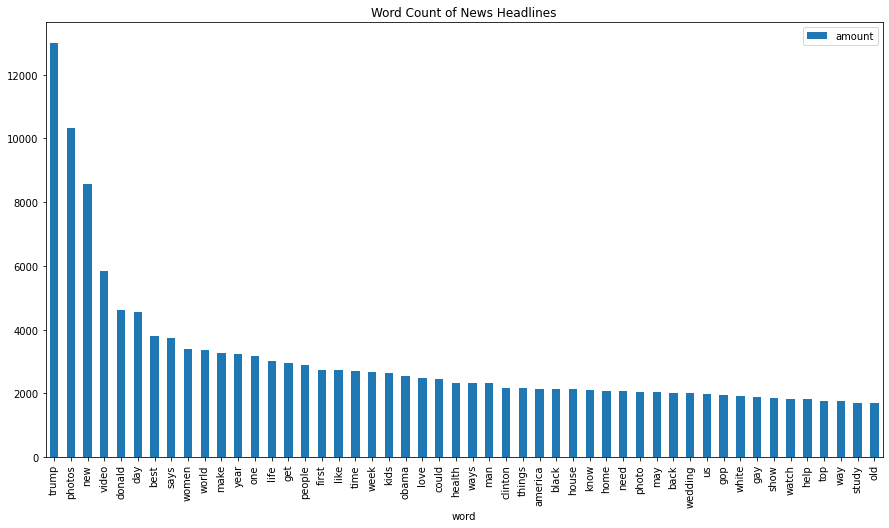 Word Count of News Headlines
amount
12000
10000
8000
6000
4000
2000
0
trump photos new video donald day best says women world make year one life get people first like time week kids obama love could health ways man clinton things america black house know home need photo may back wedding us gop white gay show watch help top way study old
word